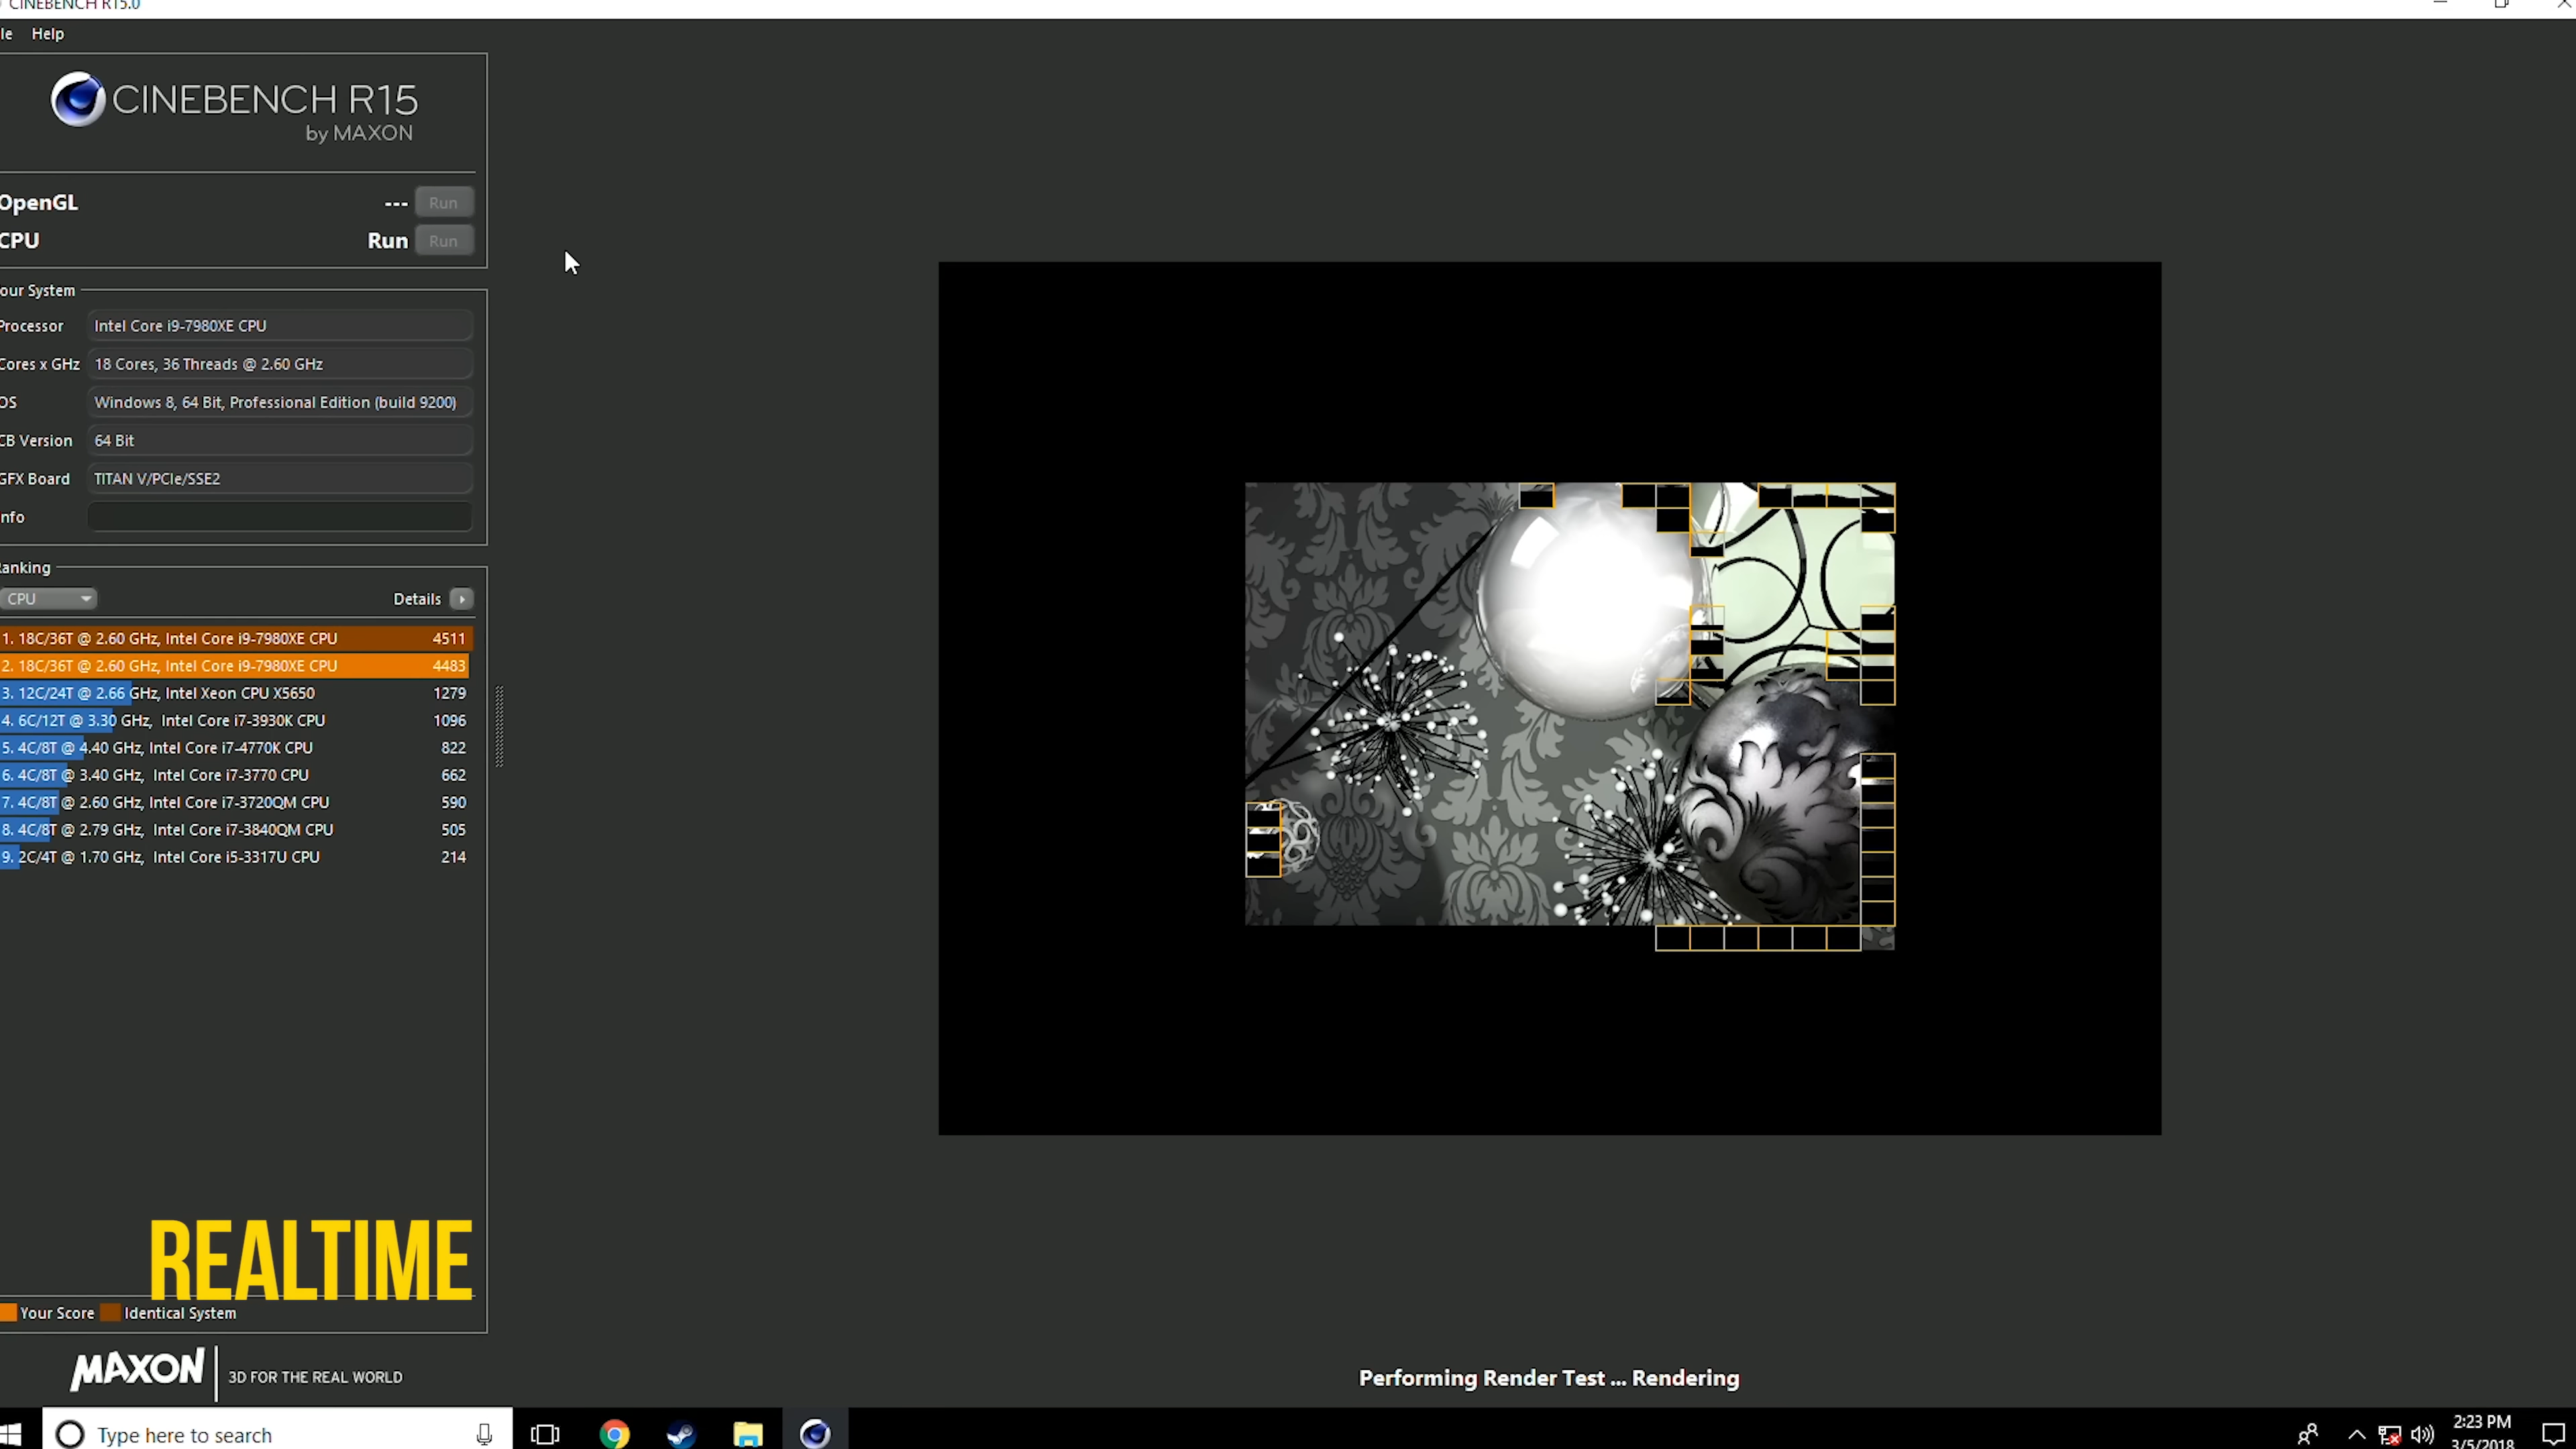 CINEBENCH R15.0
le Help
CINEBENCH R15
by MAXON
OpenGL --- Run
CPU Run Run
our System
Processor Intel Core i9-7980XE CPU
Cores x GHz 18 Cores, 36 Threads @ 2.60 GHz
OS Windows 8, 64 Bit, Professional Edition (build 9200)
CB Version 64 Bit
GFX Board TITAN V/PCIe/SSE2
nfo
Ranking
CPU Details
1. 18C/36T @ 2.60 GHz, Intel Core i9-7980XE CPU 4511
2. 18C/36T @ 2.60 GHz, Intel Core i9-7980XE CPU 4483
3. 12C/24T @ 2.66 GHz, Intel Xeon CPU X5650 1279
4. 6C/12T @ 3.30 GHz, Intel Core i7-3930K CPU 1096
5. 4C/8T @ 4.40 GHz, Intel Core i7-4770K CPU 822
6. 4C/8T @ 3.40 GHz, Intel Core i7-3770 CPU 662
7. 4C/8T @ 2.60 GHz, Intel Core i7-3720QM CPU 590
8. 4C/8T @ 2.79 GHz, Intel Core i7-3840QM CPU 505
9. 2C/4T @ 1.70 GHz, Intel Core i5-3317U CPU 214
REALTIME
Your Score Identical System
MAXON 3D FOR THE REAL WORLD
Performing Render Test ... Rendering
Type here to search
2:23 PM
3/5/2018